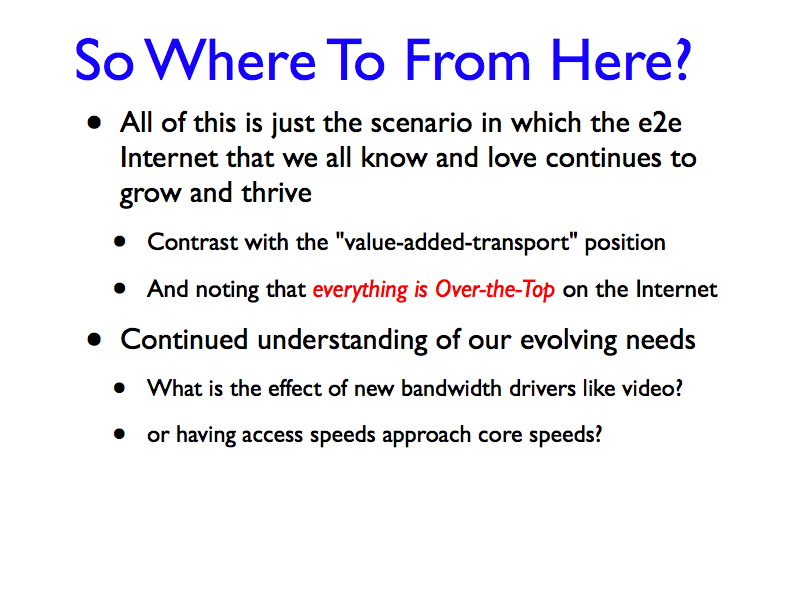 So Where To From Here?
• All of this is just the scenario in which the e2e
Internet that we all know and love continues to
grow and thrive
• Contrast with the "value-added-transport" position
• And noting that everything is Over-the-Top on the Internet
• Continued understanding of our evolving needs
• What is the effect of new bandwidth drivers like video?
• or having access speeds approach core speeds?